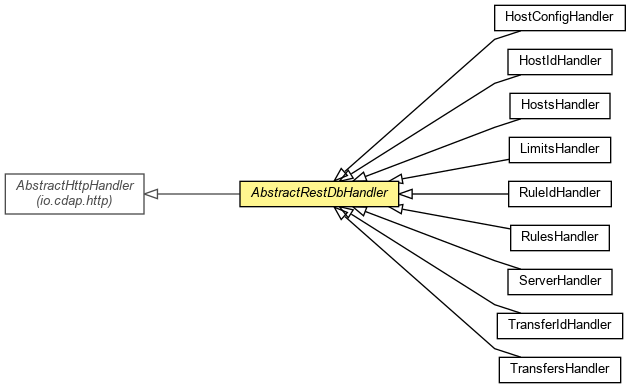 HostConfigHandler
HostIdHandler
HostsHandler
LimitsHandler
AbstractHttpHandler
(io.cdap.http)
AbstractRestDbHandler
RuleIdHandler
RulesHandler
ServerHandler
TransferIdHandler
TransfersHandler